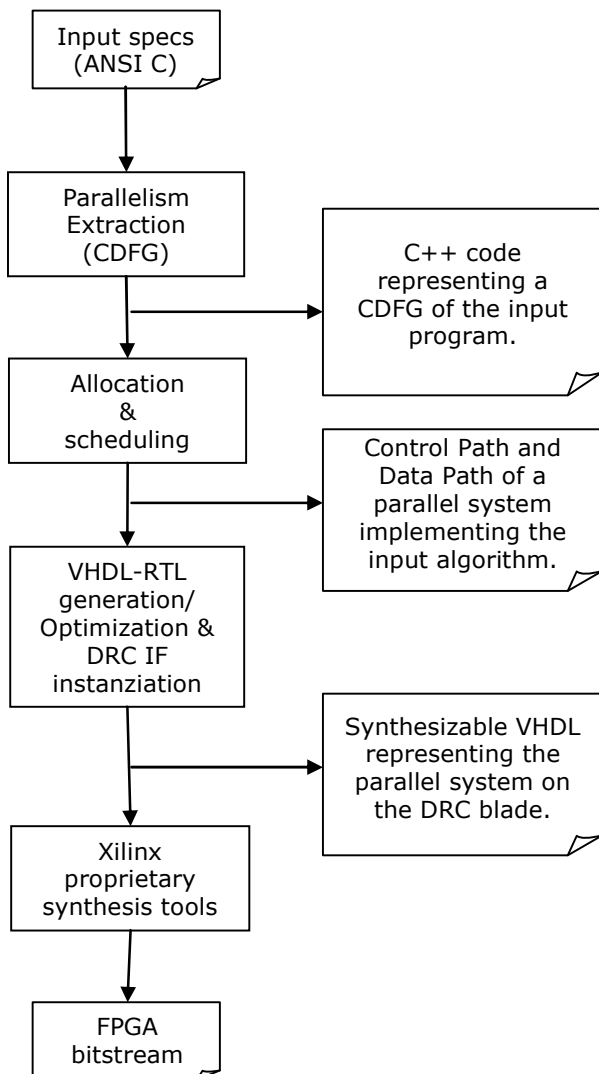 Input specs
(ANSI C)
Parallelism
Extraction
(CDFG)
C++ code
representing a
CDFG of the input
program.
Allocation
&
scheduling
Control Path and
Data Path of a
parallel system
implementing the
input algorithm.
VHDL-RTL
generation/
Optimization &
DRC IF
instanziation
Synthesizable VHDL
representing the
parallel system on
the DRC blade.
Xilinx
proprietary
synthesis tools
FPGA
bitstream